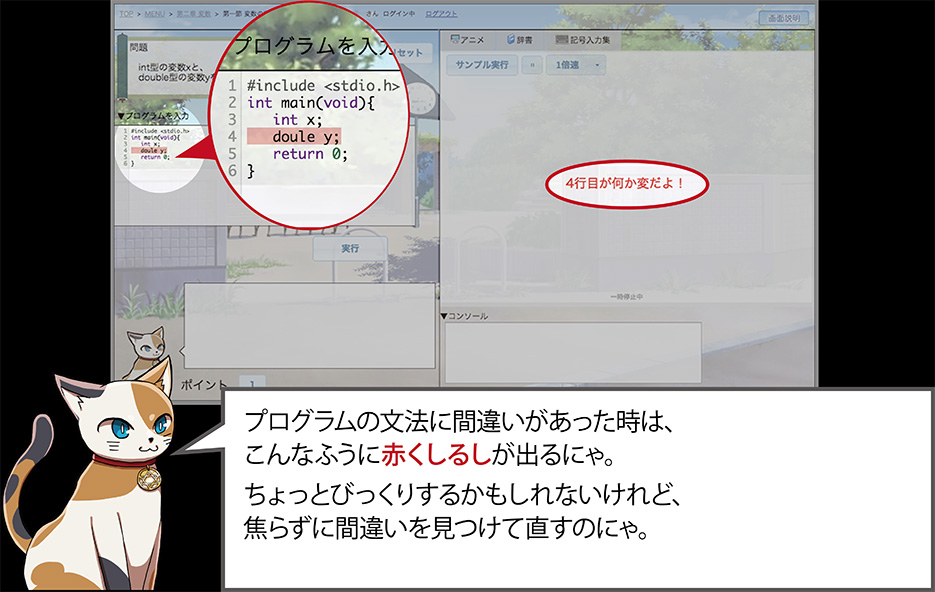 TOP > MENU > 第二章 変数 > 第一節 変数の
さん ログイン中 ログアウト
画面説明
問題
int型の変数xと、
double型の変数y
プログラムを入力
リセット
1 #include <stdio.h>
2 int main(void){
3 int x;
4 doule y;
5 return 0;
6 }
▼プログラムを入力
1 #include <stdio.h>
2 int main(void){
3 int x;
4 doule y;
5 return 0;
6 }
実行
ポイント 1
アニメ 辞書 記号入力集
サンプル実行 1倍速
4行目が何か変だよ!
一時停止中
▼コンソール
プログラムの文法に間違いがあった時は、
こんなふうに赤くしるしが出るにゃ。
ちょっとびっくりするかもしれないけれど、
焦らずに間違いを見つけて直すのにゃ。